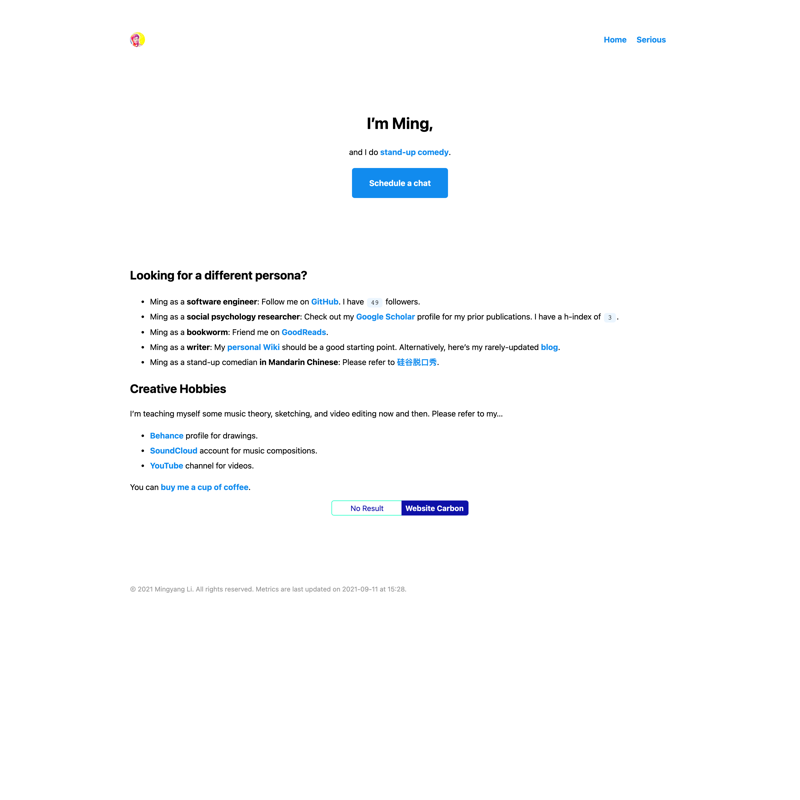 Home Serious
I'm Ming,
and I do stand-up comedy.
Schedule a chat
Looking for a different persona?
• Ming as a software engineer: Follow me on GitHub. I have 49 followers.
• Ming as a social psychology researcher: Check out my Google Scholar profile for my prior publications. I have a h-index of 3 .
• Ming as a bookworm: Friend me on GoodReads.
• Ming as a writer: My personal Wiki should be a good starting point. Alternatively, here's my rarely-updated blog.
• Ming as a stand-up comedian in Mandarin Chinese: Please refer to 硅谷脱口秀.
Creative Hobbies
I'm teaching myself some music theory, sketching, and video editing now and then. Please refer to my...
• Behance profile for drawings.
• SoundCloud account for music compositions.
• YouTube channel for videos.
You can buy me a cup of coffee.
No Result Website Carbon
© 2021 Mingyang Li. All rights reserved. Metrics are last updated on 2021-09-11 at 15:28.